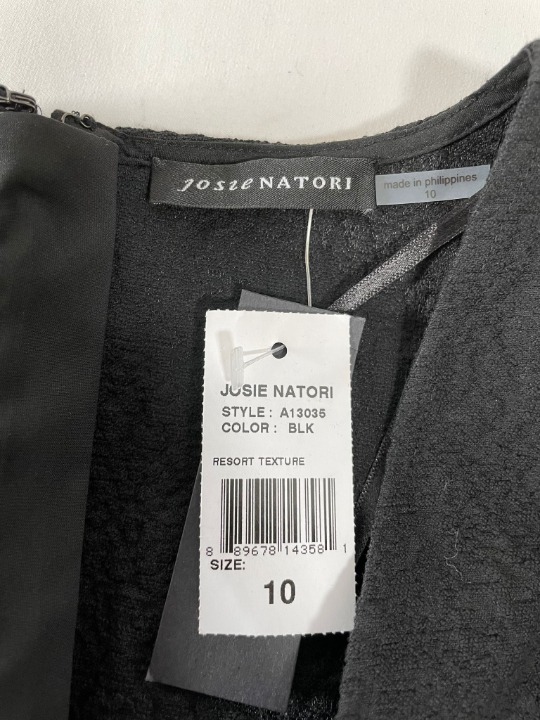 josie NATORI
made in philippines
10
JOSIE NATORI
STYLE : A13035
COLOR : BLK
RESORT TEXTURE
8 89678 14358 1
SIZE:
10